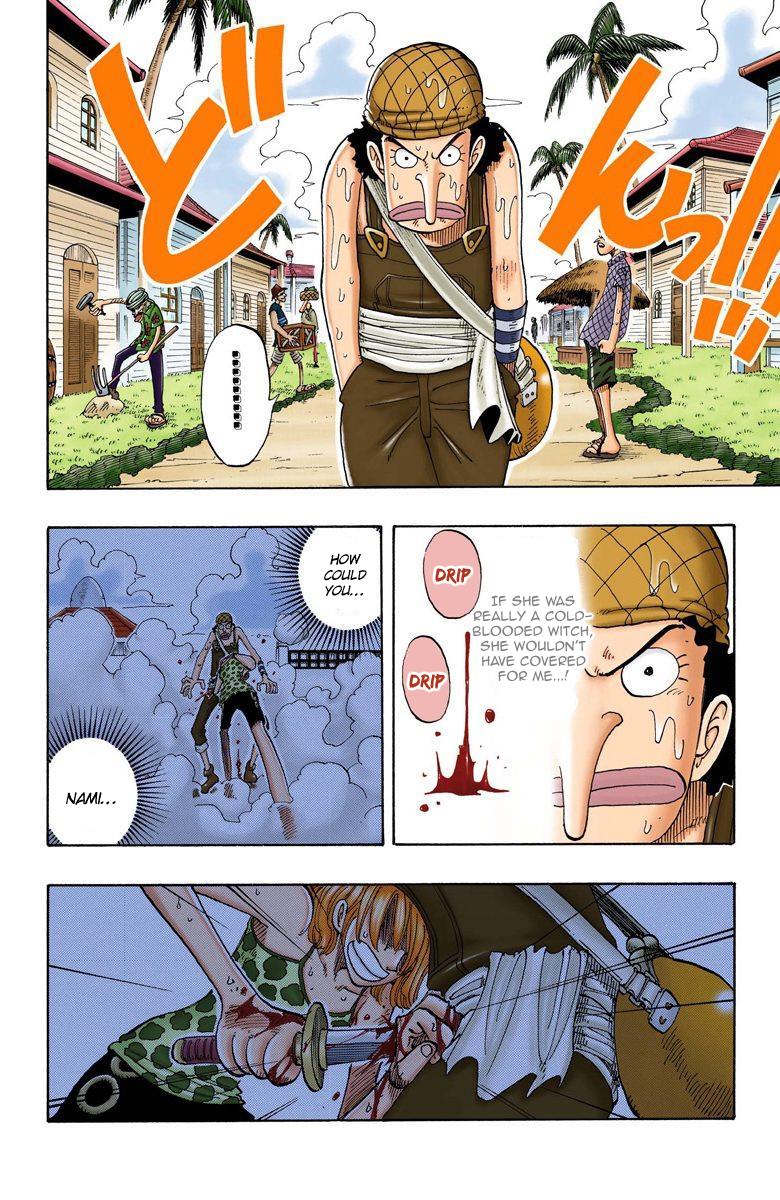 どんっ!!
..........
DRIP
IF SHE WAS
REALLY A COLD-
BLOODED WITCH,
SHE WOULDN'T
HAVE COVERED
FOR ME...!
DRIP
HOW
COULD
YOU...
NAMI...